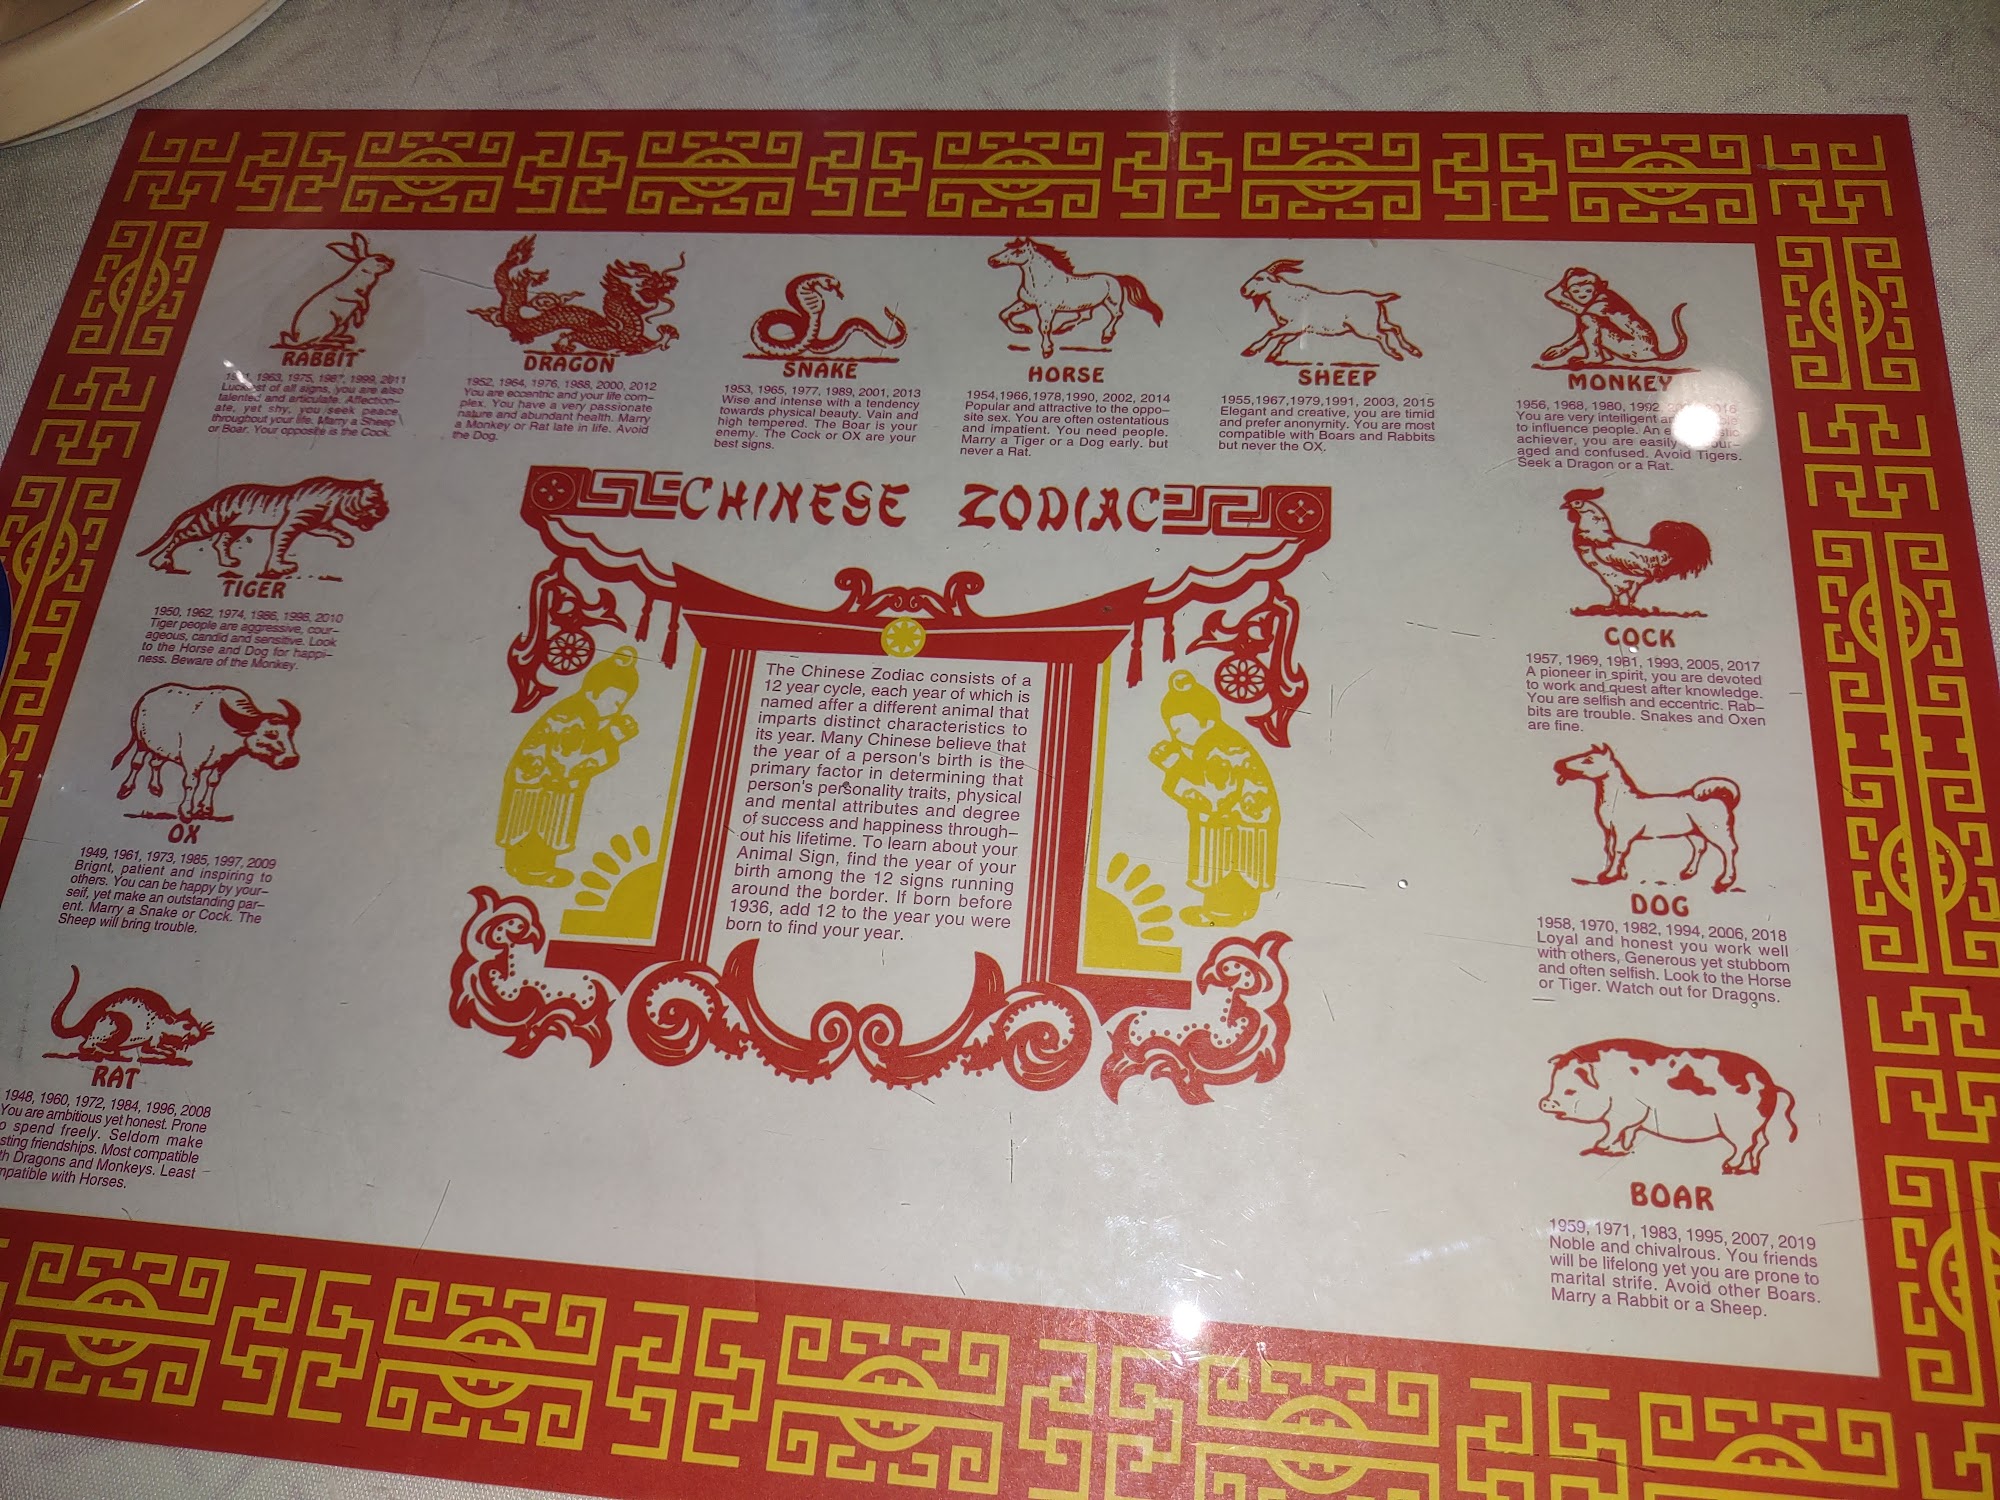 RABBIT
1963, 1975, 1987, 1999, 2011
Luckiest of all signs, you are also
talented and articulate. Affection-
ate, yet shy, you seek peace
throughout your life. Marry a Sheep
or Boar. Your opposite is the Cock.
DRAGON
1952, 1964, 1976, 1988, 2000, 2012
You are eccentric and your life com-
plex. You have a very passionate
nature and abundant health. Marry
a Monkey or Rat late in life. Avoid
the Dog.
SNAKE
1953, 1965, 1977, 1989, 2001, 2013
Wise and intense with a tendency
towards physical beauty. Vain and
high tempered. The Boar is your
enemy. The Cock or OX are your
best signs.
HORSE
1954,1966,1978,1990, 2002, 2014
Popular and attractive to the oppo-
site sex. You are often ostentatious
and impatient. You need people.
Marry a Tiger or a Dog early. but
never a Rat.
SHEEP
1955,1967,1979,1991, 2003, 2015
Elegant and creative, you are timid
and prefer anonymity. You are most
compatible with Boars and Rabbits
but never the OX.
MONKEY
1956, 1968, 1980, 1992,
You are very intelligent
to influence people. An
achiever, you are easily
aged and confused. Avoid Tigers.
Seek a Dragon or a Rat.
TIGER
1950, 1962, 1974, 1986, 1998, 2010
Tiger people are aggressive, cour-
ageous, candid and sensitive. Look
to the Horse and Dog for happi-
ness. Beware of the Monkey.
OX
1949, 1961, 1973, 1985, 1997, 2009
Brignt, patient and inspiring to
others. You can be happy by your-
seif, yet make an outstanding par-
ent. Marry a Snake or Cock. The
Sheep will bring trouble.
RAT
1948, 1960, 1972, 1984, 1996, 2008
You are ambitious yet honest. Prone
spend freely. Seldom make
friendships. Most compatible
Dragons and Monkeys. Least
with Horses.
CHINESE ZODIAC
The Chinese Zodiac consists of a
12 year cycle, each year of which is
named affer a different animal that
imparts distinct characteristics to
its year. Many Chinese believe that
the year of a person's birth is the
primary factor in determining that
person's personality traits, physical
and mental attributes and degree
of success and happiness through-
out his lifetime. To learn about your
Animal Sign, find the year of your
birth among the 12 signs running
around the border. If born before
1936, add 12 to the year you were
born to find your year.
COCK
1957, 1969, 1981, 1993, 2005, 2017
A pioneer in spirit, you are devoted
to work and quest after knowledge.
You are selfish and eccentric. Rab-
bits are trouble. Snakes and Oxen
are fine.
DOG
1958, 1970, 1982, 1994, 2006, 2018
Loyal and honest you work well
with others, Generous yet stubbom
and often selfish. Look to the Horse
or Tiger. Watch out for Dragons.
BOAR
1959, 1971, 1983, 1995, 2007, 2019
Noble and chivalrous. You friends
will be lifelong yet you are prone to
marital strife. Avoid other Boars.
Marry a Rabbit or a Sheep.